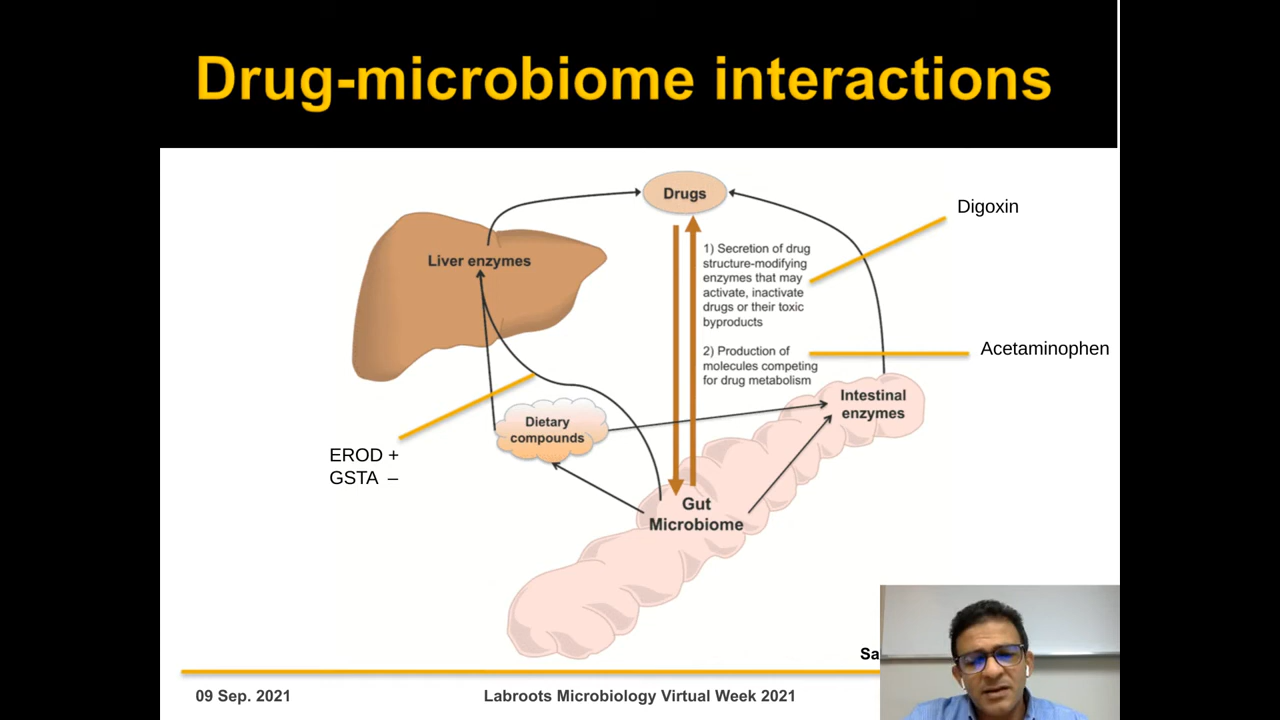 Drug-microbiome interactions
Drugs
Digoxin
Liver enzymes
1) Secretion of drug
structure-modifying
enzymes that may
activate, inactivate
drugs or their toxic
byproducts
2) Production of
molecules competing
for drug metabolism
Acetaminophen
Intestinal
enzymes
Dietary
compounds
EROD +
GSTA –
Gut
Microbiome
Sa
09 Sep. 2021
Labroots Microbiology Virtual Week 2021